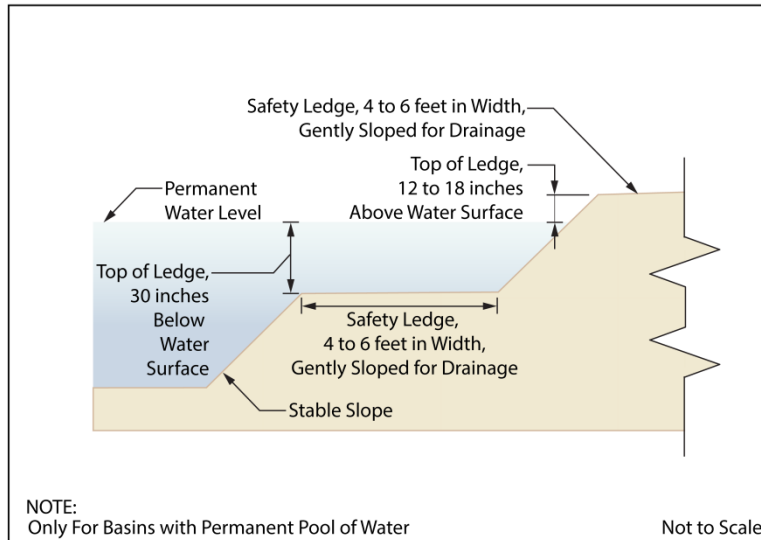 Safety Ledge, 4 to 6 feet in Width,
Gently Sloped for Drainage
Top of Ledge,
12 to 18 inches
Above Water Surface
Permanent
Water Level
Top of Ledge,
30 inches
Below
Water
Surface
Safety Ledge,
4 to 6 feet in Width,
Gently Sloped for Drainage
Stable Slope
NOTE:
Only For Basins with Permanent Pool of Water
Not to Scale